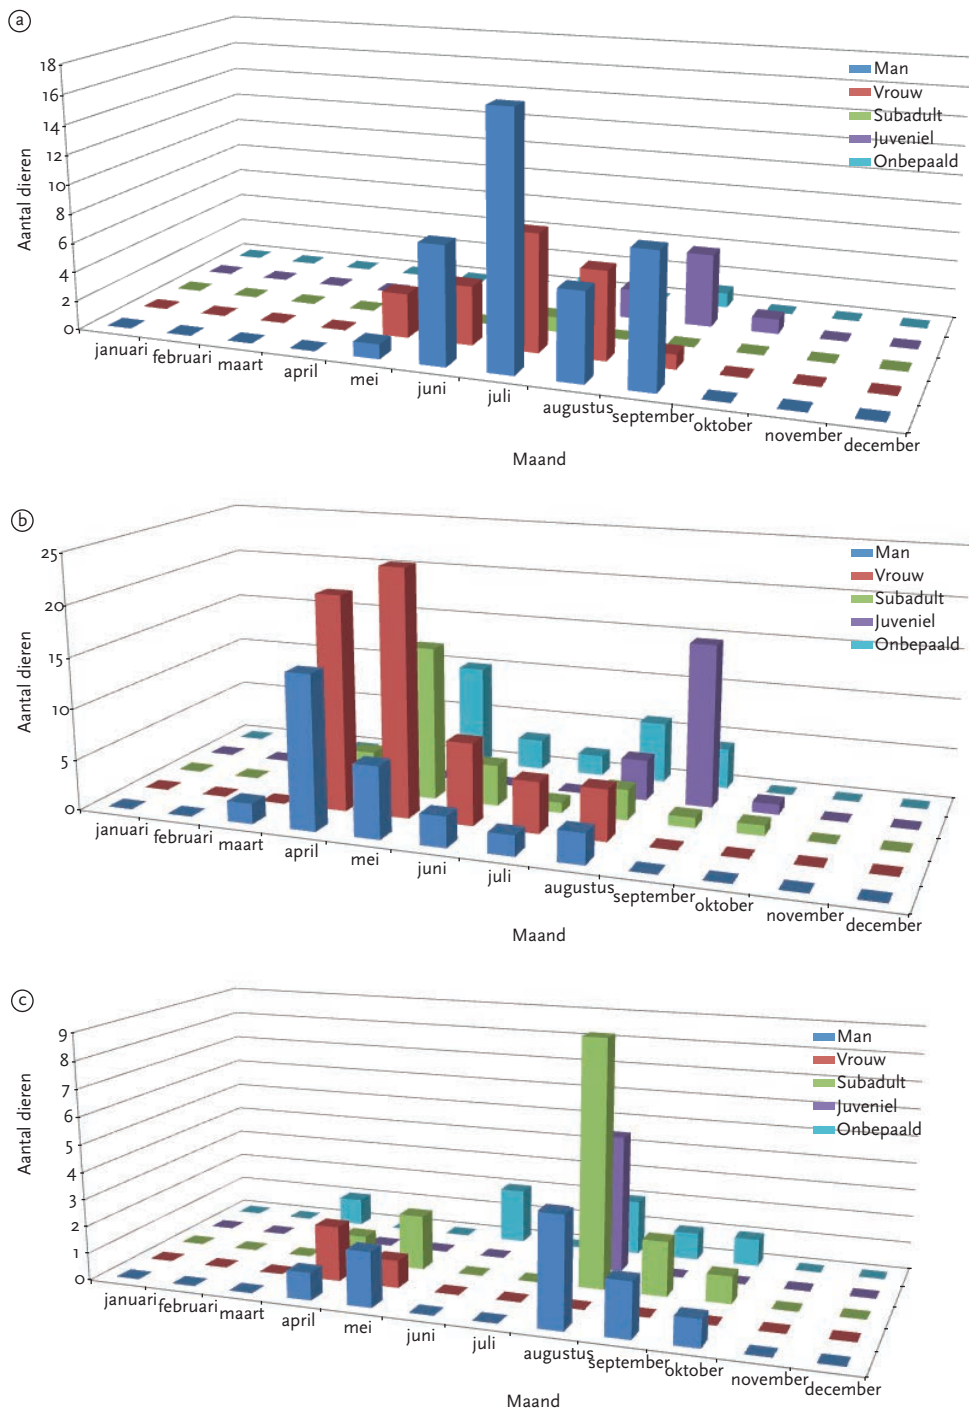 a
18
16
14
12
10
8
6
4
2
0
Aantal dieren
Man
Vrouw
Subadult
Juveniel
Onbepaald
januari
februari
maart
april
mei
juni
juli
augustus
september
oktober
november
december
Maand
b
25
20
15
10
5
0
Aantal dieren
Man
Vrouw
Subadult
Juveniel
Onbepaald
januari
februari
maart
april
mei
juni
juli
augustus
september
oktober
november
december
Maand
c
9
8
7
6
5
4
3
2
1
0
Aantal dieren
Man
Vrouw
Subadult
Juveniel
Onbepaald
januari
februari
maart
april
mei
juni
juli
augustus
september
oktober
november
december
Maand